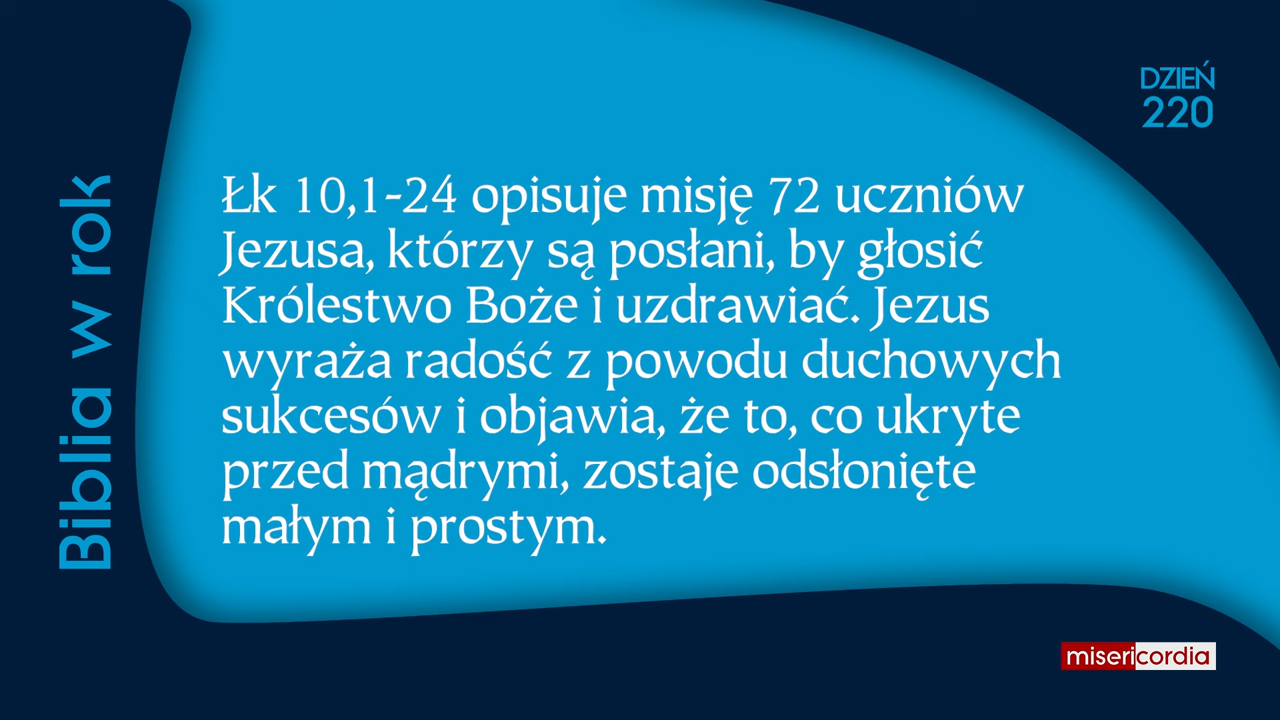 Biblia w rok
DZIEŃ
220
Łk 10,1-24 opisuje misję 72 uczniów
Jezusa, którzy są posłani, by głosić
Królestwo Boże i uzdrawiać. Jezus
wyraża radość z powodu duchowych
sukcesów i objawia, że to, co ukryte
przed mądrymi, zostaje odsłonięte
małym i prostym.
misericordia